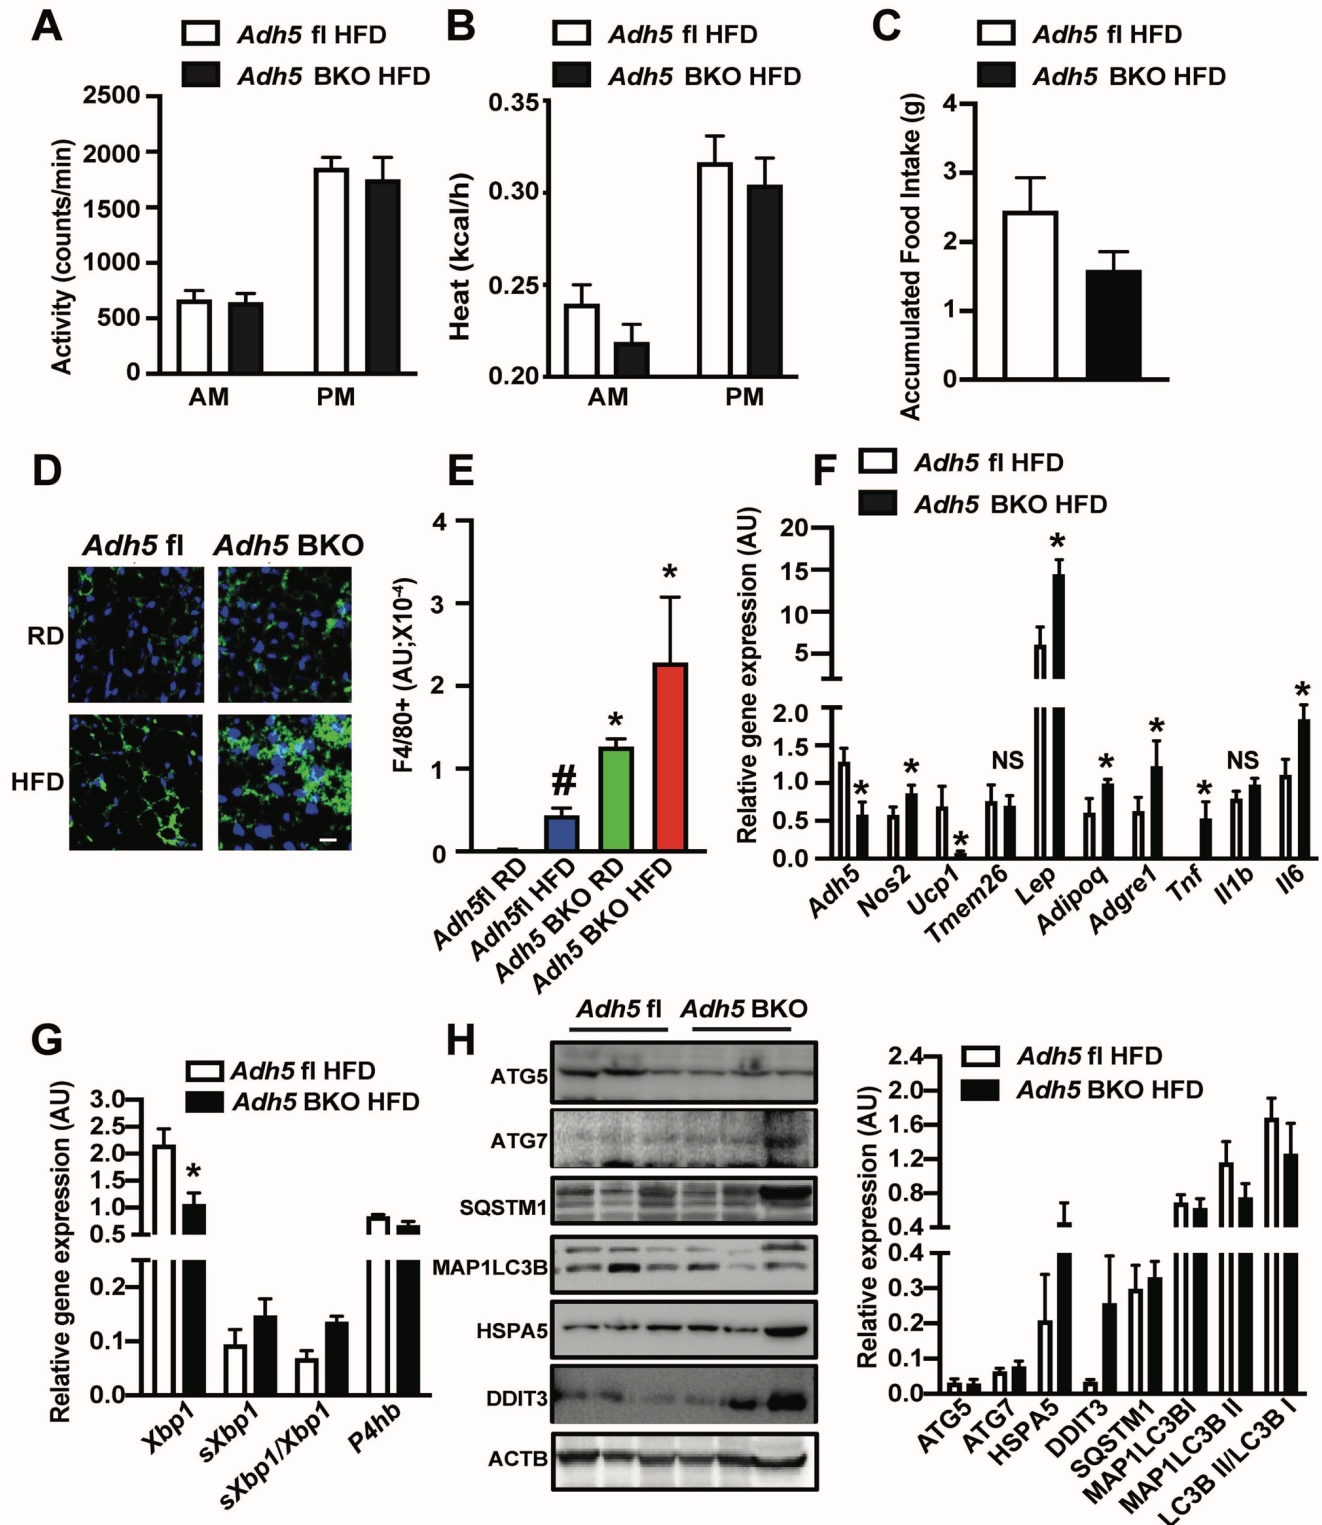 A
Adh5 fl HFD
Adh5 BKO HFD
Activity (counts/min)
2500
2000
1500
1000
500
0
AM PM
B
Adh5 fl HFD
Adh5 BKO HFD
Heat (kcal/h)
0.35
0.30
0.25
0.20
AM PM
C
Adh5 fl HFD
Adh5 BKO HFD
Accumulated Food Intake (g)
4
3
2
1
0
D
Adh5 fl Adh5 BKO
RD
HFD
E
F4/80+ (AU;X10-4)
4
3
2
1
0
#
*
*
Adh5fl RD
Adh5fl HFD
Adh5 BKO RD
Adh5 BKO HFD
F
Adh5 fl HFD
Adh5 BKO HFD
Relative gene expression (AU)
20
15
10
5
2.0
1.5
1.0
0.5
0.0
* * * NS * * * * NS *
Adh5
Nos2
Ucp1
Tmem26
Lep
Adipoq
Adgre1
Tnf
Il1b
Il6
G
Adh5 fl HFD
Adh5 BKO HFD
Relative gene expression (AU)
3.0
2.5
2.0
1.5
1.0
0.5
0.2
0.1
0.0
*
Xbp1
sXbp1
sXbp1/Xbp1
P4hb
H
Adh5 fl Adh5 BKO
ATG5
ATG7
SQSTM1
MAP1LC3B
HSPA5
DDIT3
ACTB
Adh5 fl HFD
Adh5 BKO HFD
Relative expression (AU)
2.4
2.0
1.6
1.2
0.8
0.4
0.4
0.3
0.2
0.1
0.0
ATG5
ATG7
HSPA5
DDIT3
SQSTM1
MAP1LC3BI
MAP1LC3B II
LC3B II/LC3B I